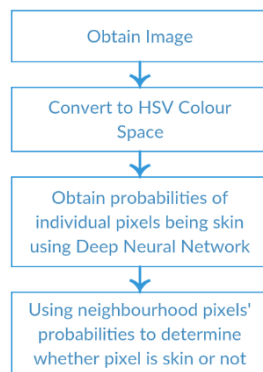 Obtain Image
Convert to HSV Colour
Space
Obtain probabilities of
individual pixels being skin
using Deep Neural Network
Using neighbourhood pixels'
probabilities to determine
whether pixel is skin or not